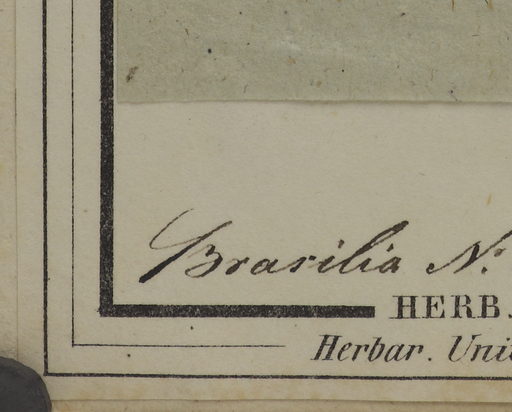 Brasilia N.
HERB.
Herbar. Uni